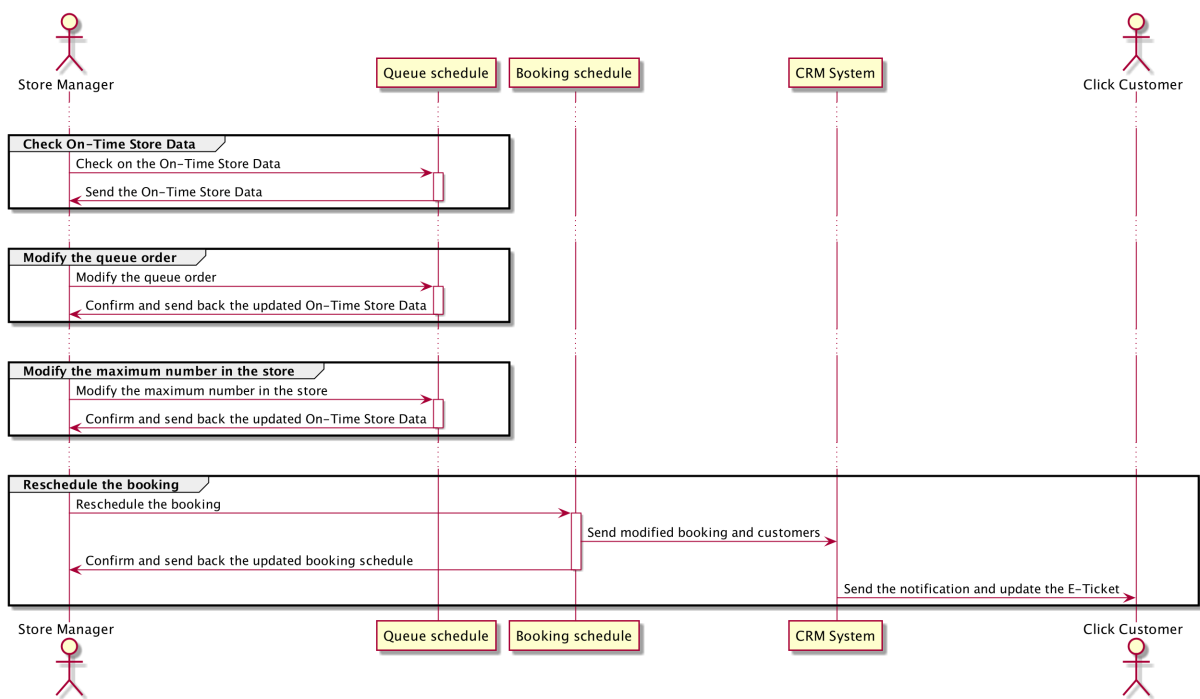 Store Manager
Queue schedule
Booking schedule
CRM System
Click Customer
Check On-Time Store Data
Check on the On-Time Store Data
Send the On-Time Store Data
Modify the queue order
Modify the queue order
Confirm and send back the updated On-Time Store Data
Modify the maximum number in the store
Modify the maximum number in the store
Confirm and send back the updated On-Time Store Data
Reschedule the booking
Reschedule the booking
Send modified booking and customers
Confirm and send back the updated booking schedule
Send the notification and update the E-Ticket
Store Manager
Queue schedule
Booking schedule
CRM System
Click Customer